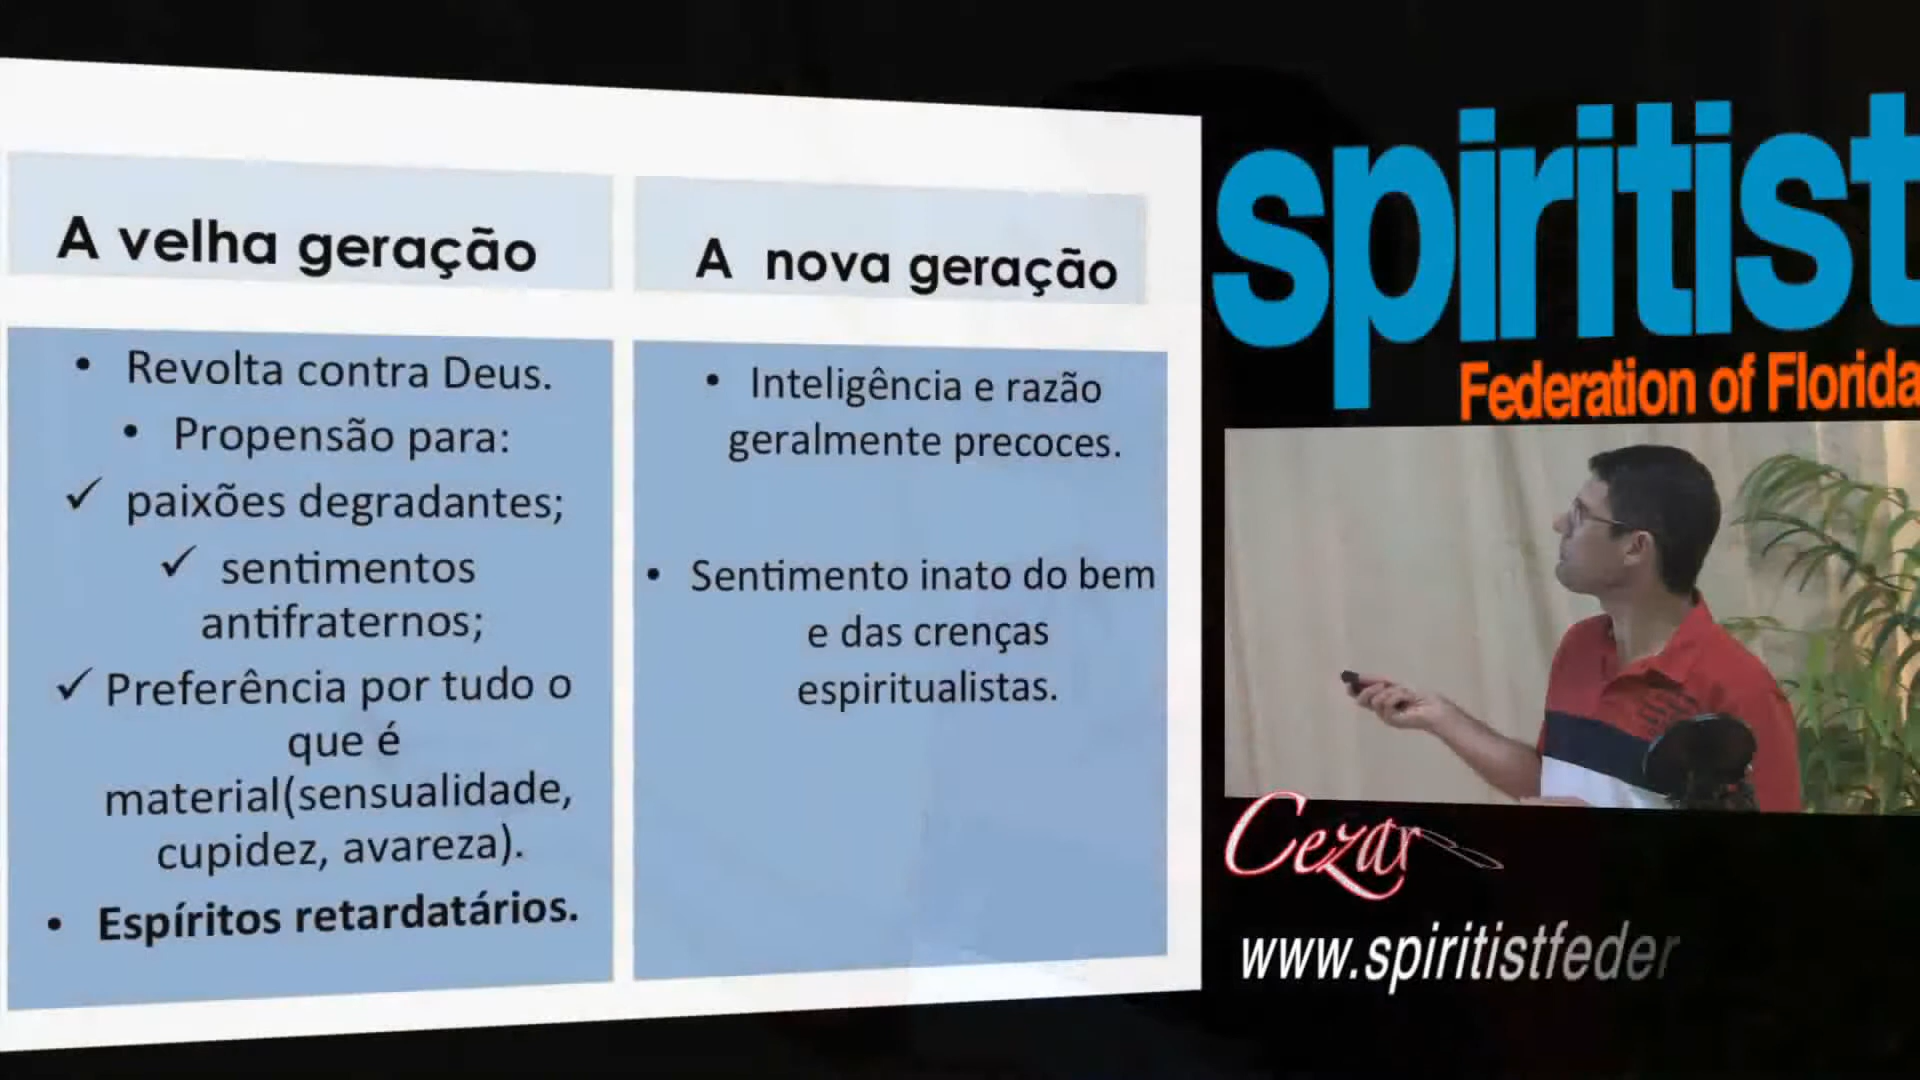 A velha geração
• Revolta contra Deus.
• Propensão para:
✓ paixões degradantes;
✓ sentimentos
antifraternos;
✓ Preferência por tudo o
que é
material(sensualidade,
cupidez, avareza).
• Espíritos retardatários.
A nova geração
• Inteligência e razão
geralmente precoces.
• Sentimento inato do bem
e das crenças
espiritualistas.
spiritist
Federation of Florida
Cezar
www.spiritistfeder